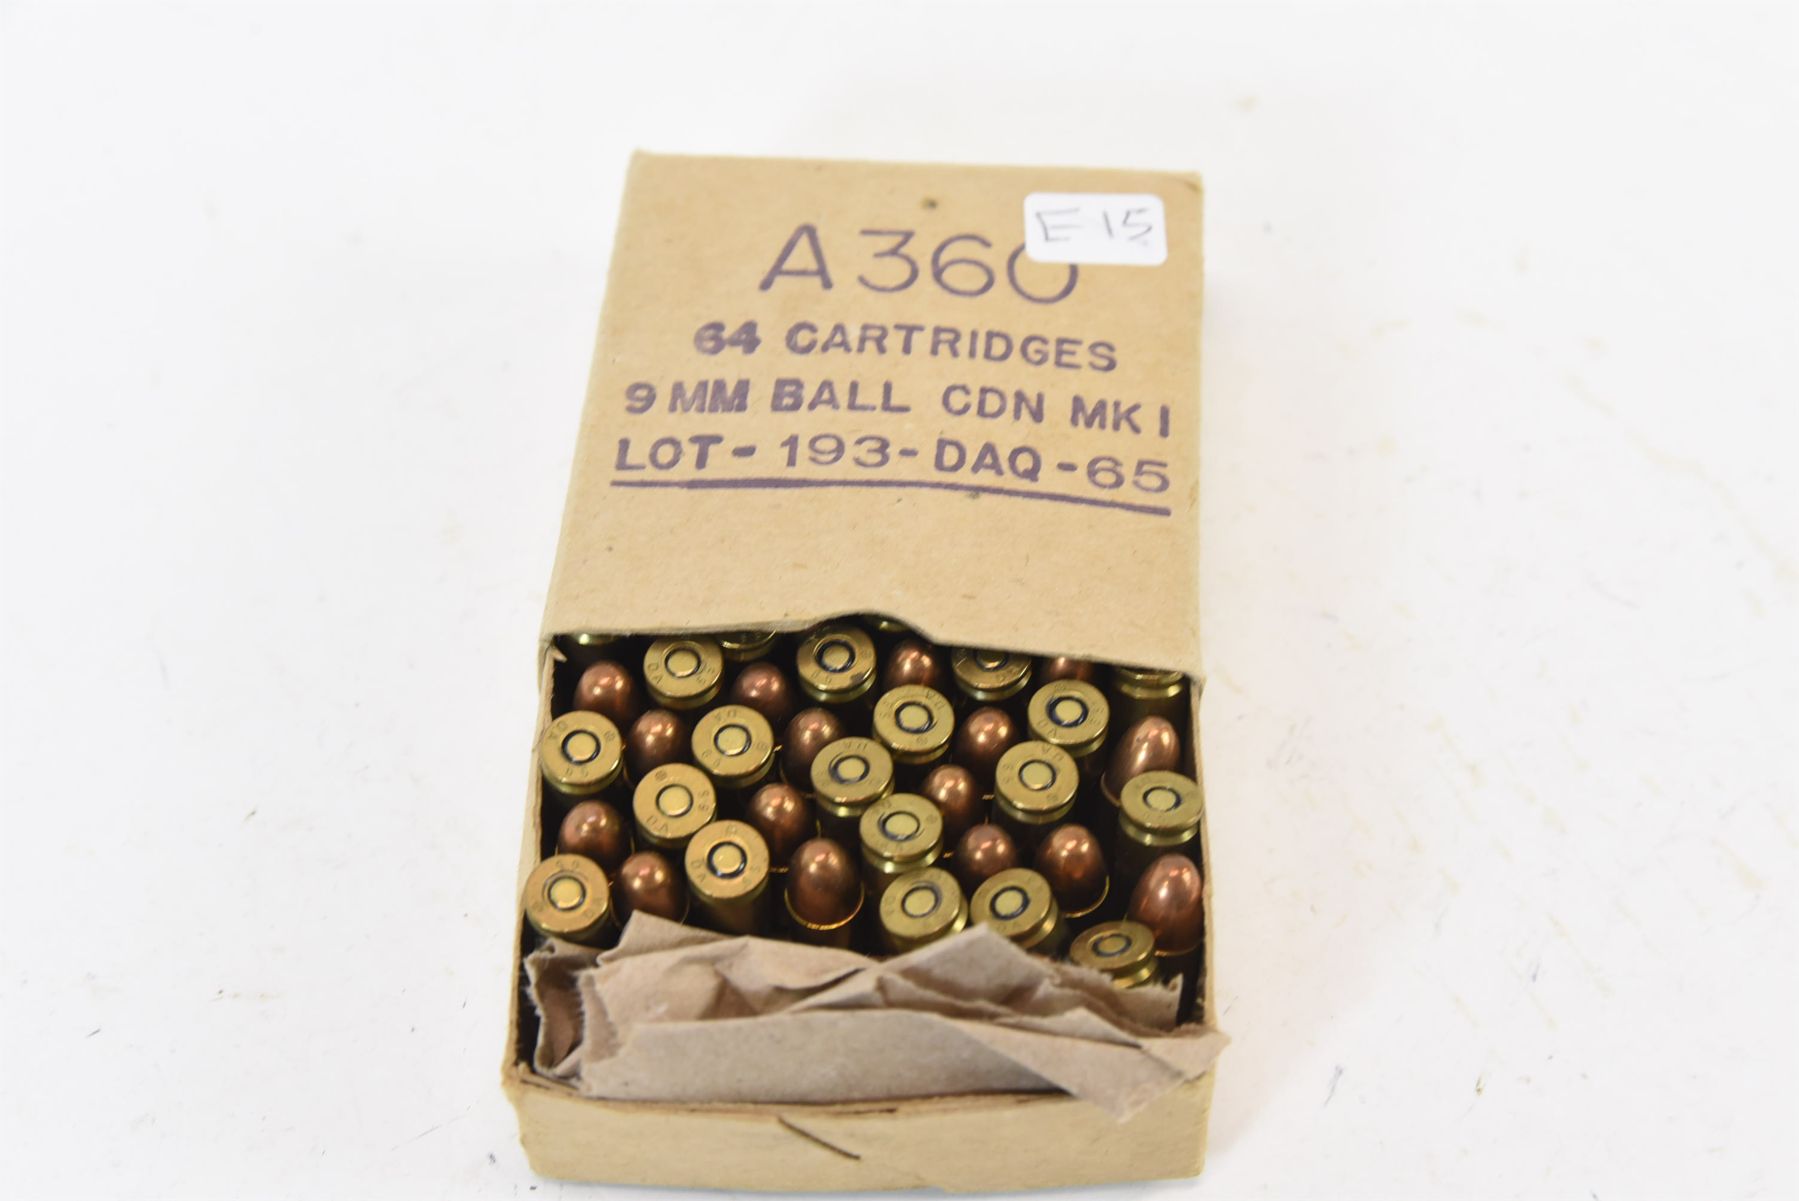 E15
A360
64 CARTRIDGES
9 MM BALL CDN MK I
LOT-193-DAQ-65